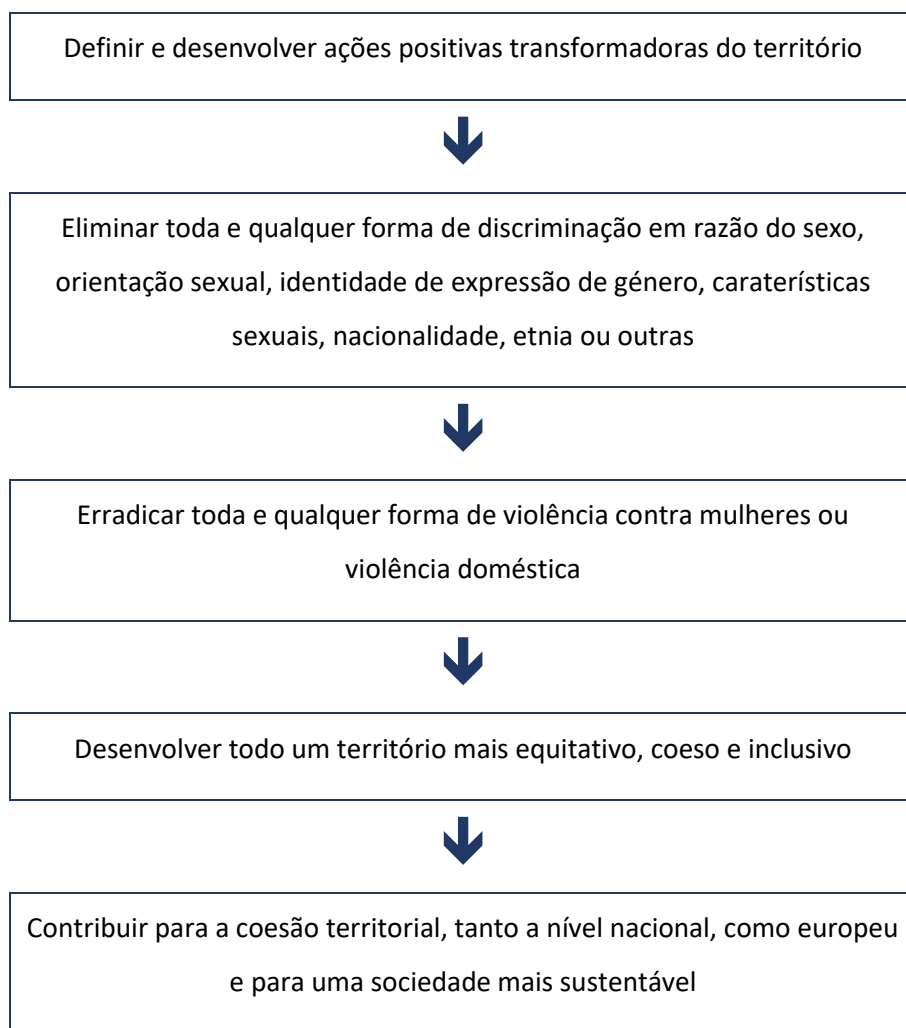 Definir e desenvolver ações positivas transformadoras do território
Eliminar toda e qualquer forma de discriminação em razão do sexo,
orientação sexual, identidade de expressão de género, caraterísticas
sexuais, nacionalidade, etnia ou outras
Erradicar toda e qualquer forma de violência contra mulheres ou
violência doméstica
Desenvolver todo um território mais equitativo, coeso e inclusivo
Contribuir para a coesão territorial, tanto a nível nacional, como europeu
e para uma sociedade mais sustentável